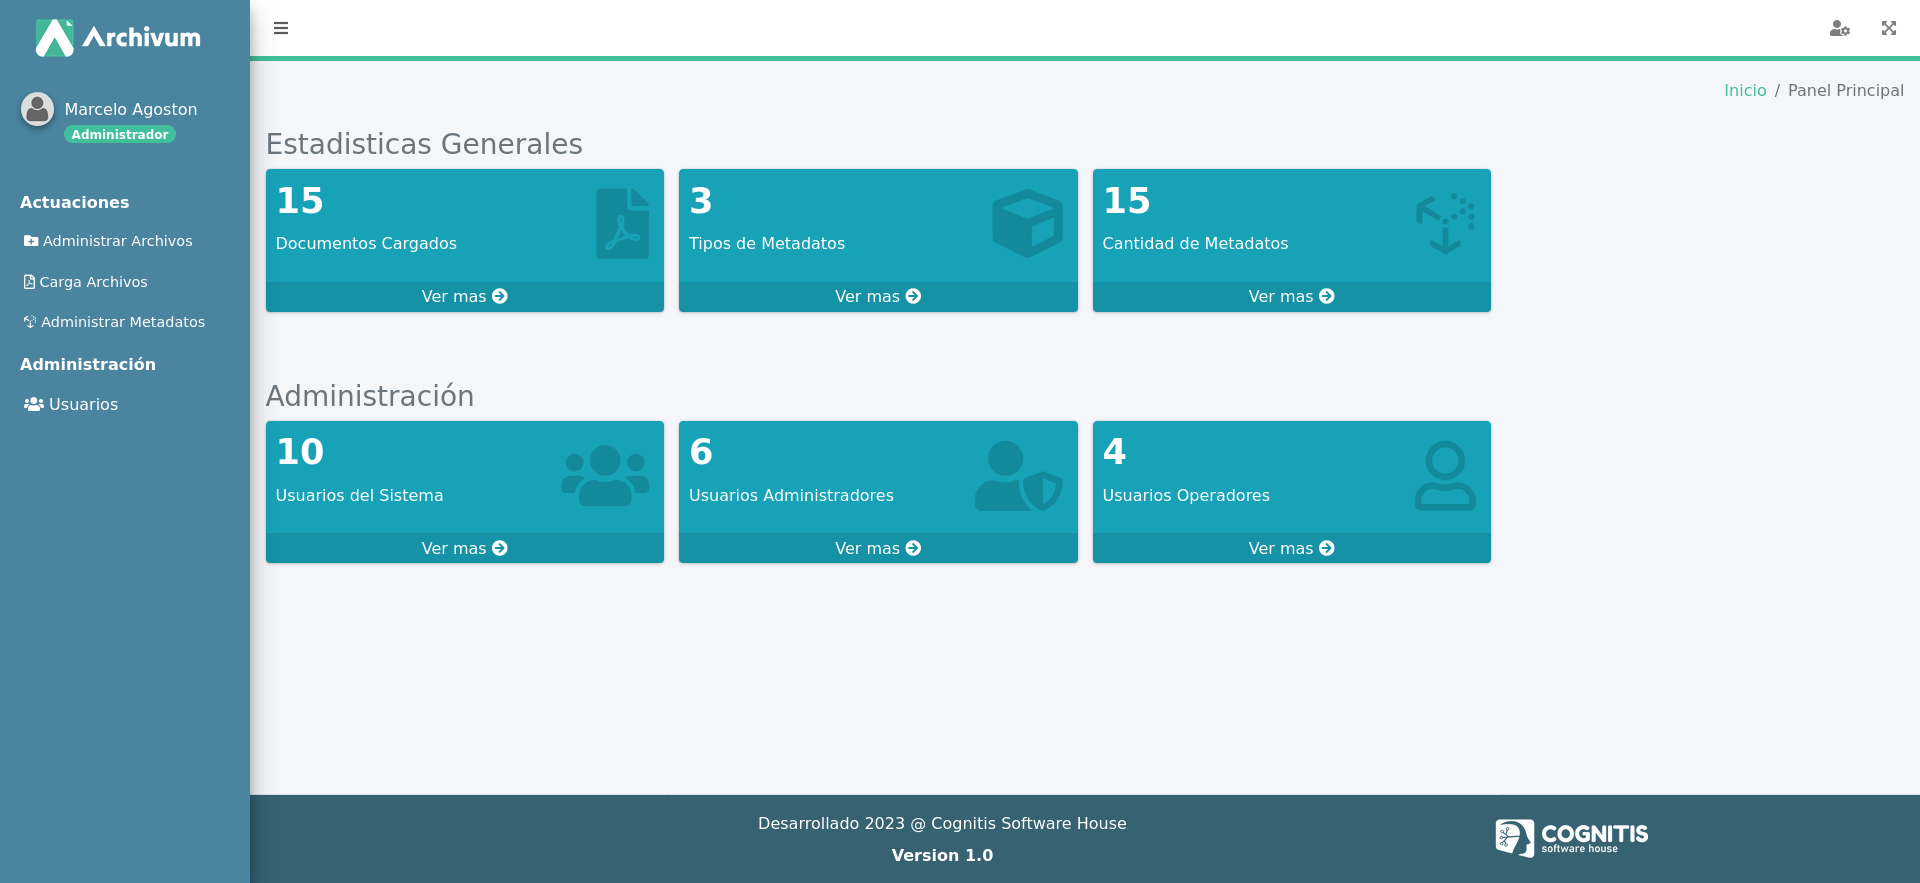 Archivum
Marcelo Agoston
Administrador
Actuaciones
Administrar Archivos
Carga Archivos
Administrar Metadatos
Administración
Usuarios
Inicio / Panel Principal
Estadisticas Generales
15
Documentos Cargados
Ver mas
3
Tipos de Metadatos
Ver mas
15
Cantidad de Metadatos
Ver mas
Administración
10
Usuarios del Sistema
Ver mas
6
Usuarios Administradores
Ver mas
4
Usuarios Operadores
Ver mas
Desarrollado 2023 @ Cognitis Software House
Version 1.0
COGNITIS
software house